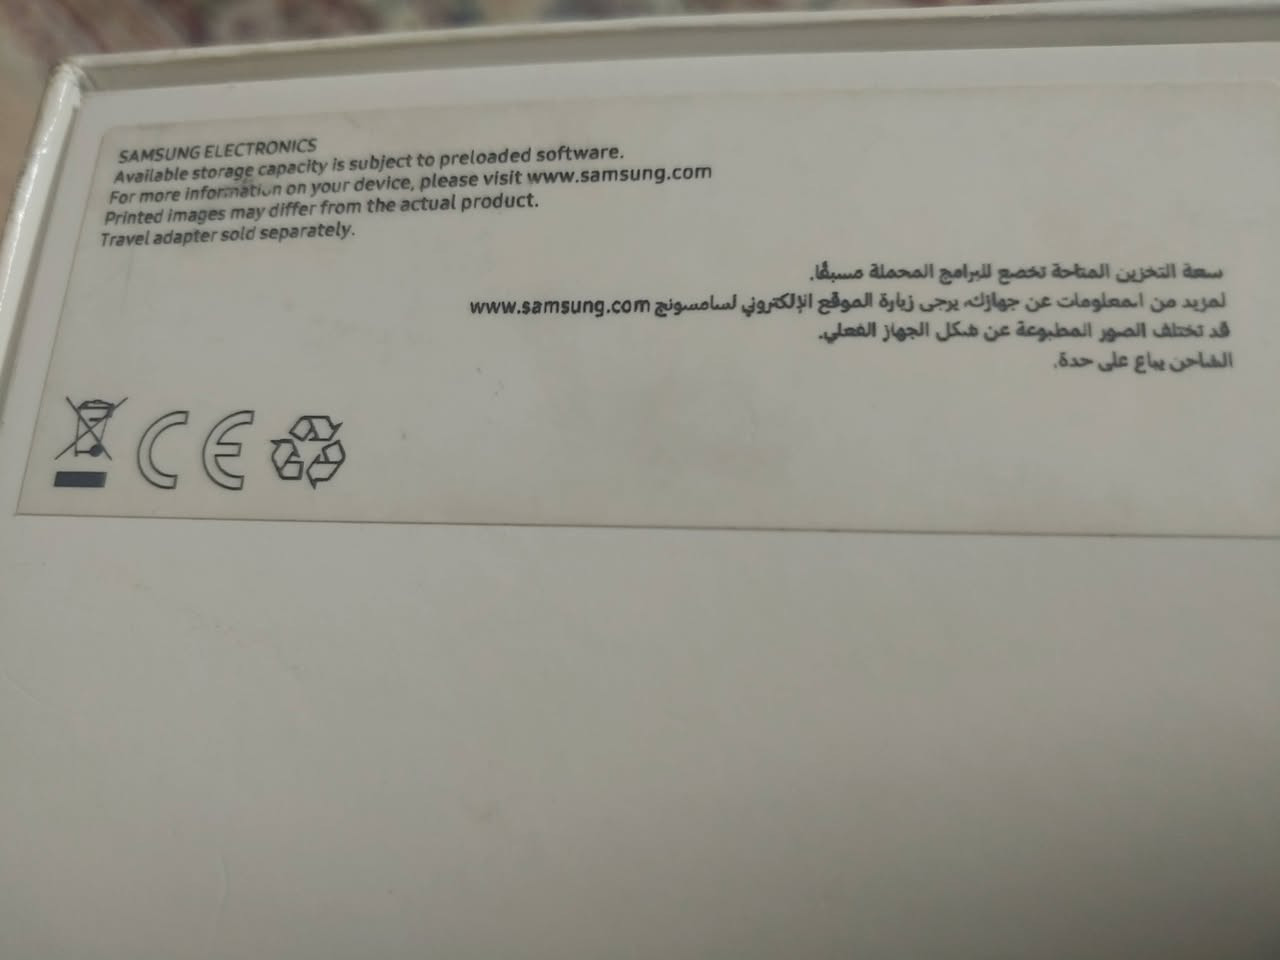 SAMSUNG ELECTRONICS
Available storage capacity is subject to preloaded software.
For more information on your device, please visit www.samsung.com
Printed images may differ from the actual product.
Travel adapter sold separately.
سعة التخزين المتاحة تخضع للبرامج المحملة مسبقًا.
لمزيد من المعلومات عن جهازك، يرجى زيارة الموقع الإلكتروني لسامسونج www.samsung.com
قد تختلف الصور المطبوعة عن شكل الجهاز الفعلي.
الشاحن يباع على حدة.
CE